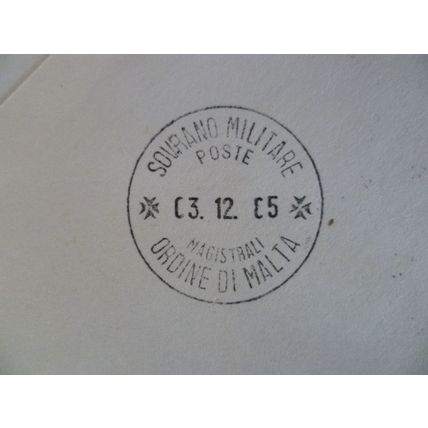 SOVRANO MILITARE
POSTE
03. 12. 05
MAGISTRALI
ORDINE DI MALTA